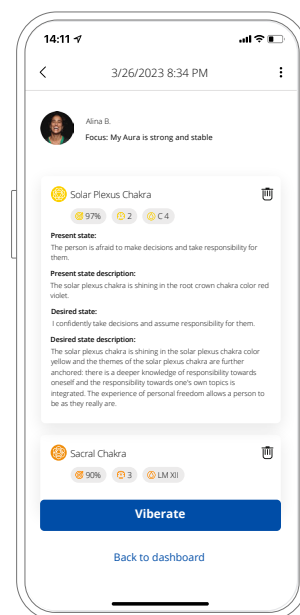 14:11
3/26/2023 8:34 PM
Alina B.
Focus: My Aura is strong and stable
Solar Plexus Chakra
97% 2 C 4
Present state:
The person is afraid to make decisions and take responsibility for
them.
Present state description:
The solar plexus chakra is shining in the root crown chakra color red
violet.
Desired state:
I confidently take decisions and assume responsibility for them.
Desired state description:
The solar plexus chakra is shining in the solar plexus chakra color
yellow and the themes of the solar plexus chakra are further
anchored: there is a deeper knowledge of responsibility towards
oneself and the responsibility towards one's own topics is
integrated. The experience of personal freedom allows a person to
be as they really are.
Sacral Chakra
90% 3 LM XII
Viberate
Back to dashboard